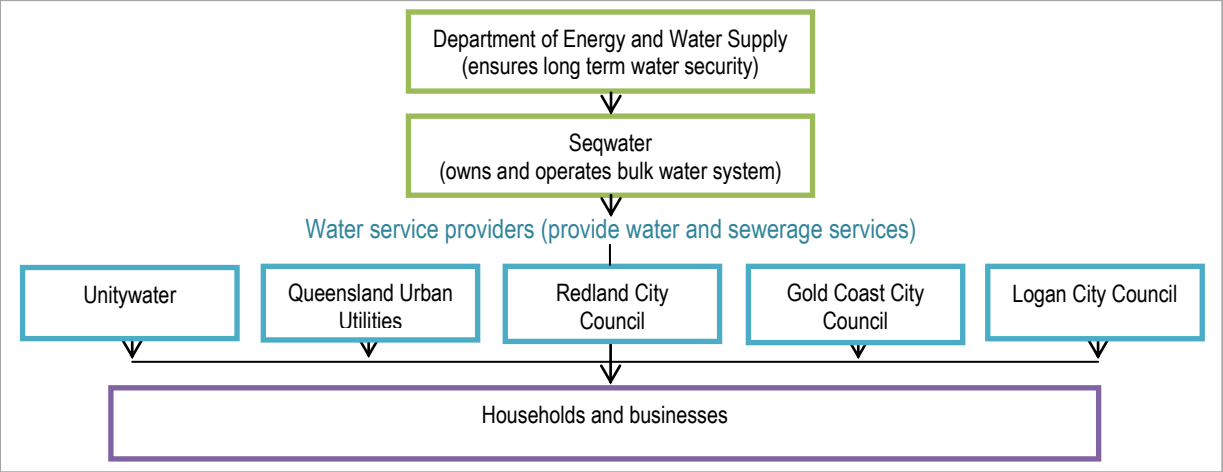 Department of Energy and Water Supply
(ensures long term water security)
Seqwater
(owns and operates bulk water system)
Water service providers (provide water and sewerage services)
Unitywater
Queensland Urban
Utilities
Redland City
Council
Gold Coast City
Council
Logan City Council
Households and businesses